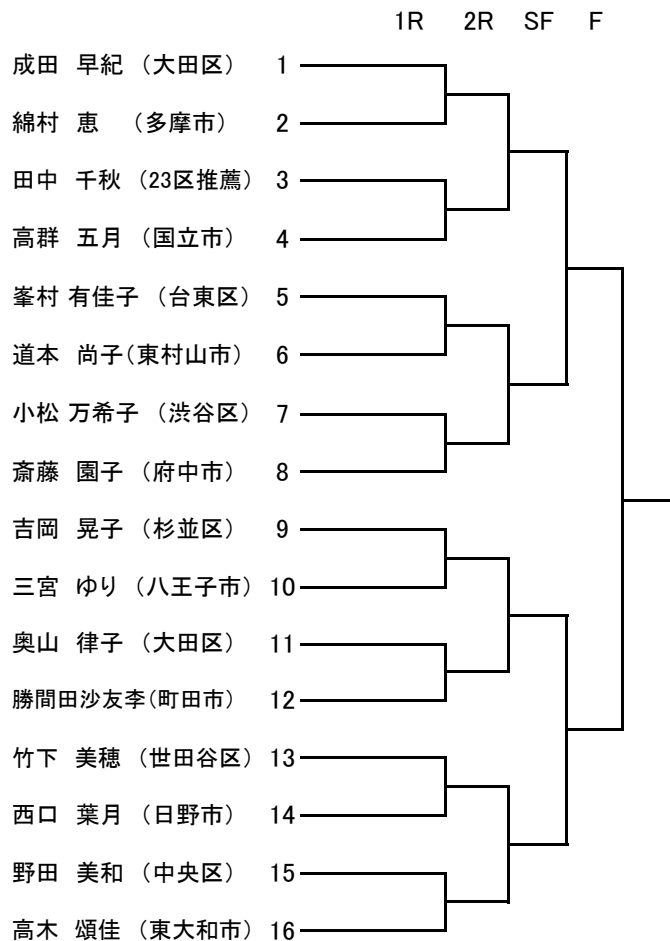 1R 2R SF F
成田 早紀 （大田区） 1
綿村 恵 （多摩市） 2
田中 千秋 （23区推薦） 3
高群 五月 （国立市） 4
峯村 有佳子 （台東区） 5
道本 尚子（東村山市） 6
小松 万希子 （渋谷区） 7
斎藤 園子 （府中市） 8
吉岡 晃子 （杉並区） 9
三宮 ゆり （八王子市） 10
奥山 律子 （大田区） 11
勝間田沙友李（町田市） 12
竹下 美穂 （世田谷区） 13
西口 葉月 （日野市） 14
野田 美和 （中央区） 15
高木 頌佳 （東大和市） 16